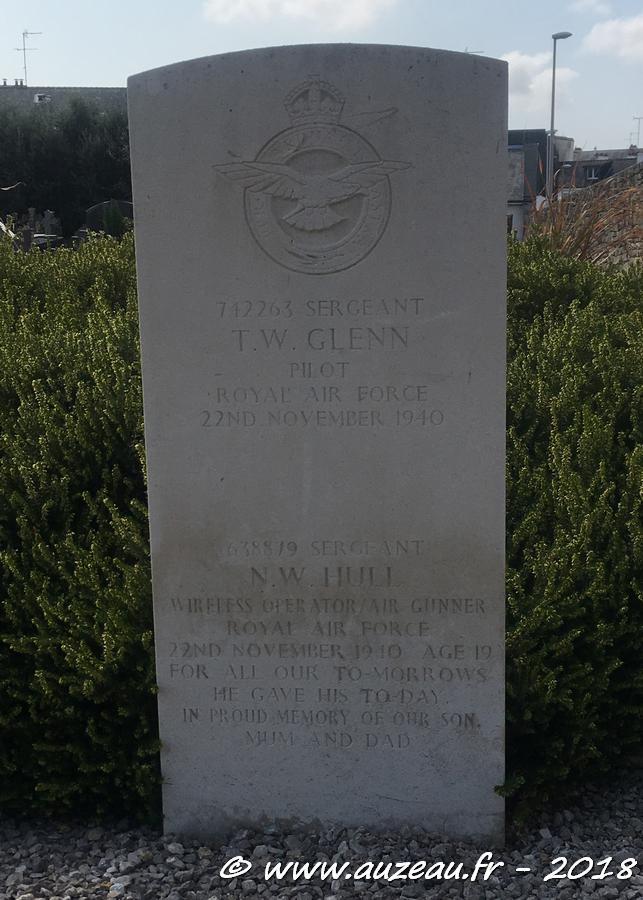 742263 SERGEANT
T.W. GLENN
PILOT
ROYAL AIR FORCE
22ND NOVEMBER 1940
638879 SERGEANT
N.W. HULL
WIRELESS OPERATOR/AIR GUNNER
ROYAL AIR FORCE
22ND NOVEMBER 1940 AGE 19
FOR ALL OUR TO-MORROWS
HE GAVE HIS TO-DAY.
IN PROUD MEMORY OF OUR SON.
MUM AND DAD
© www.auzeau.fr - 2018